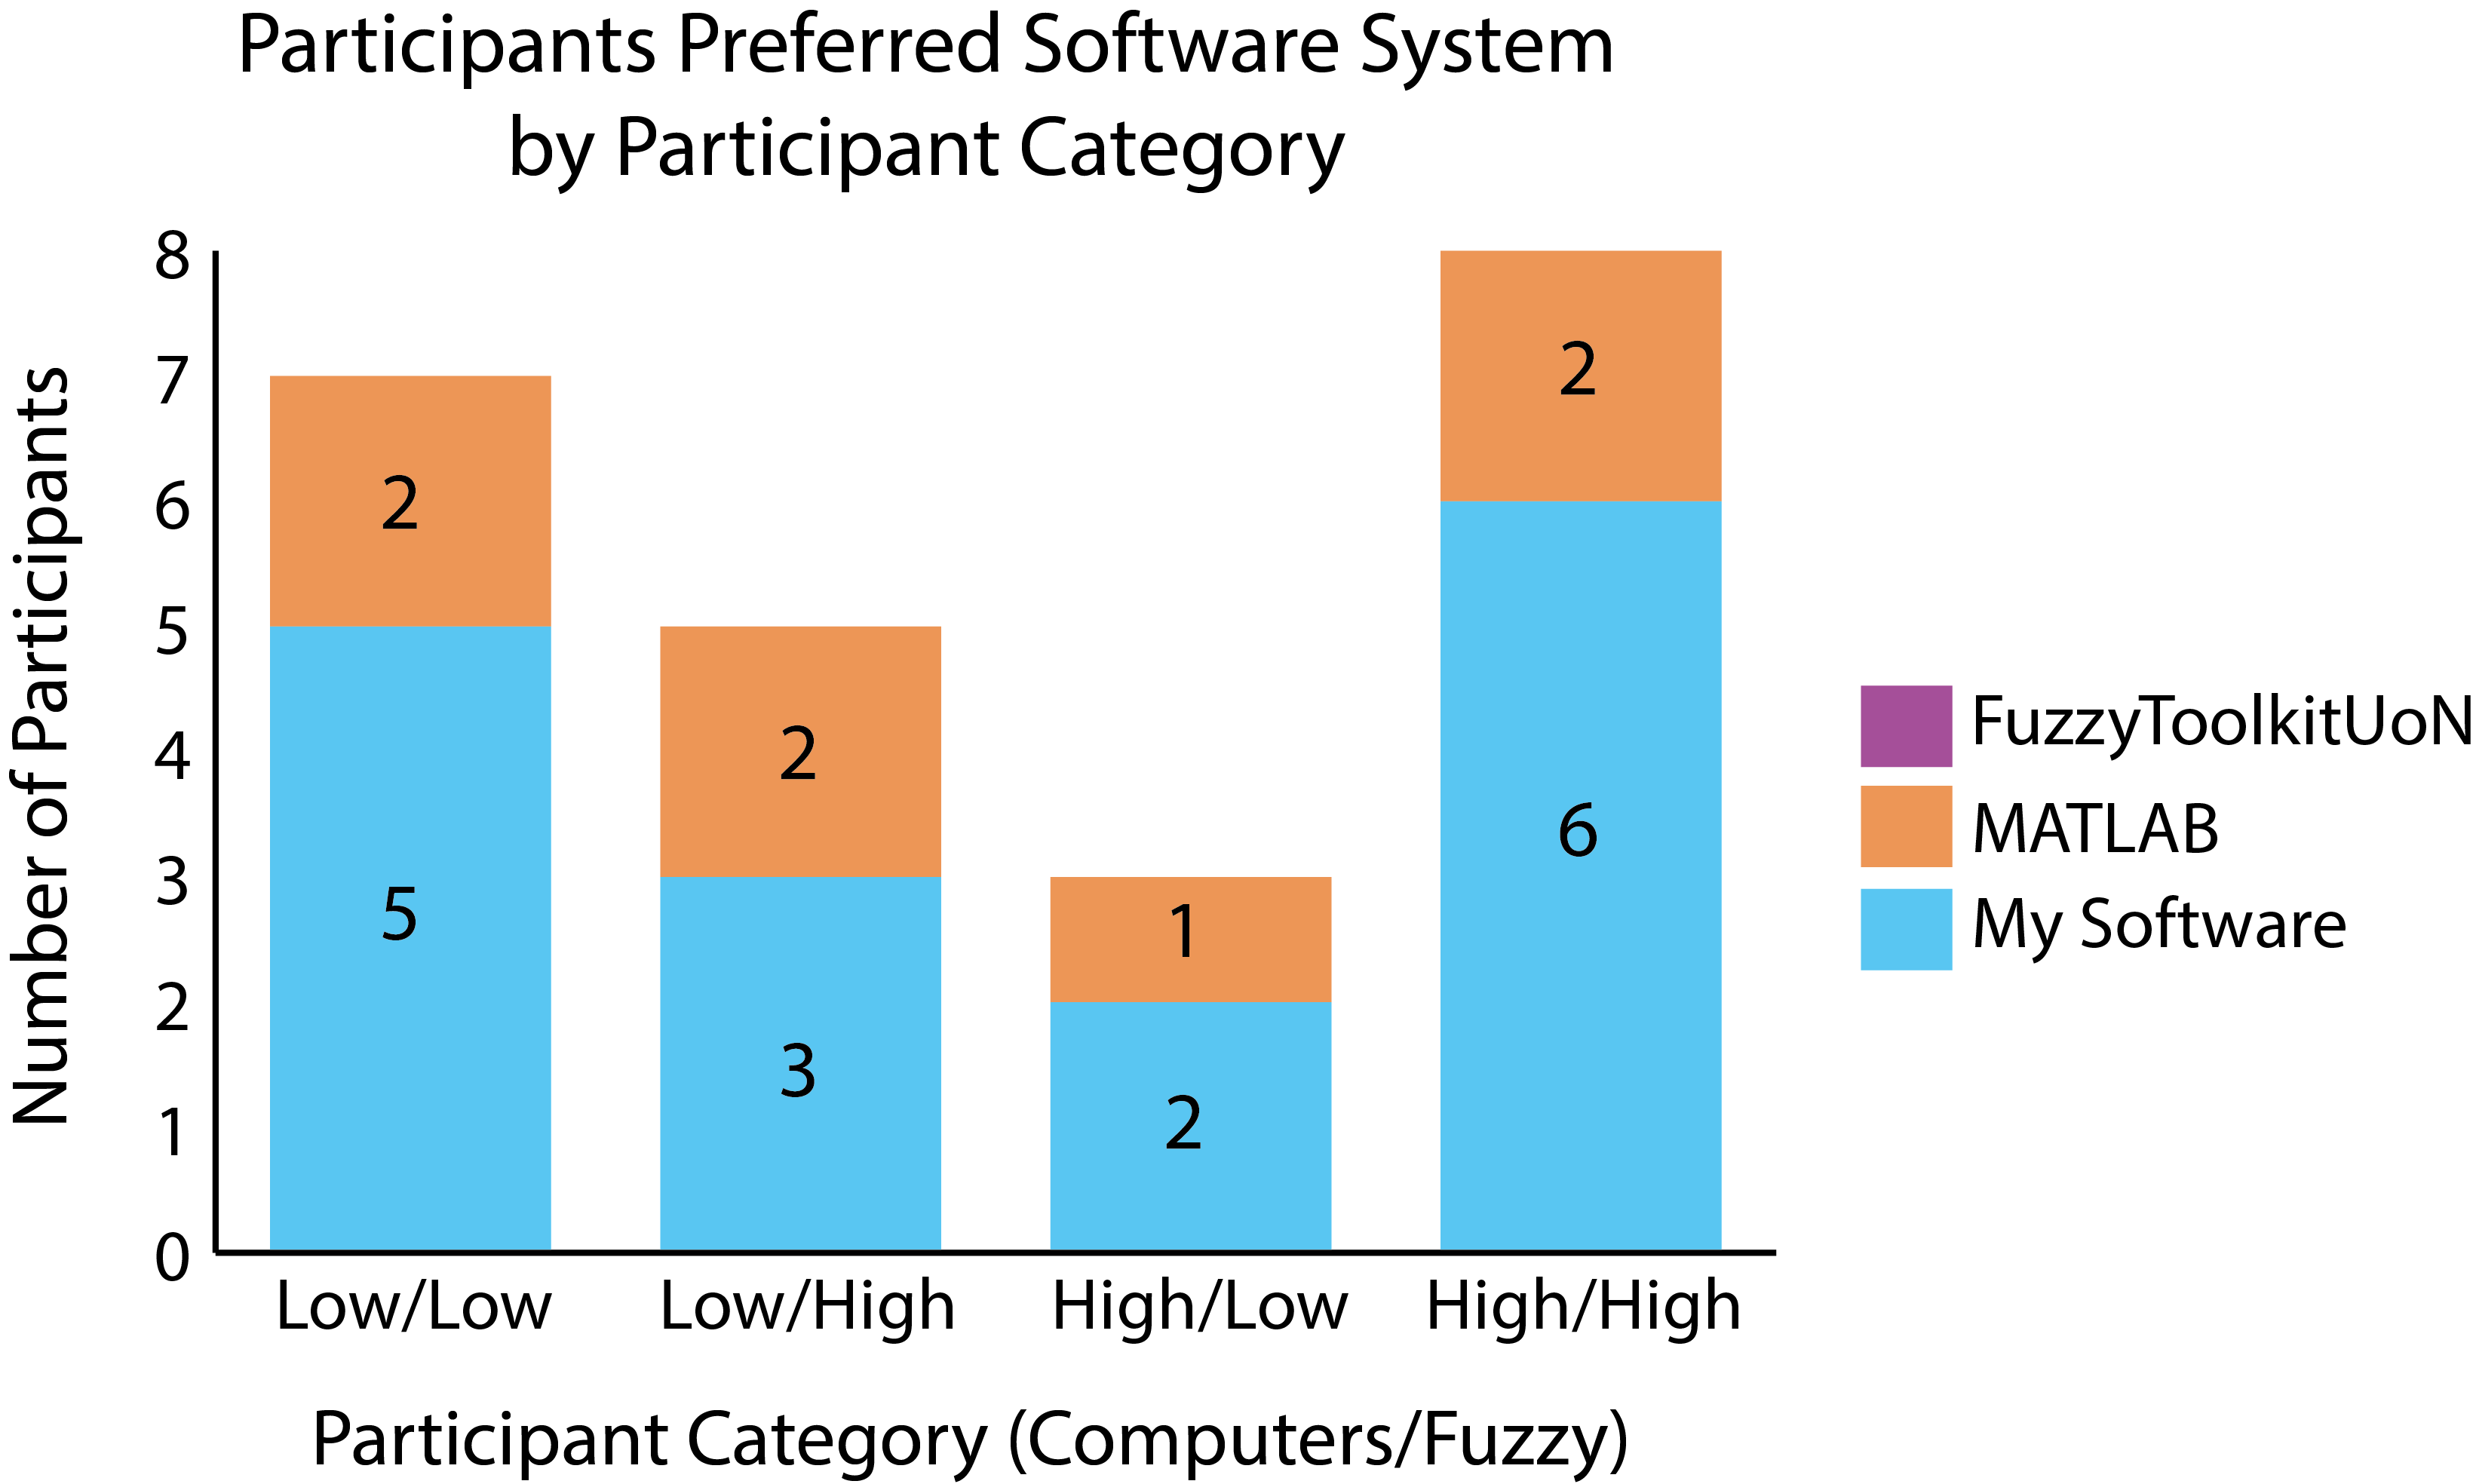 Participants Preferred Software System
by Participant Category
Number of Participants
8
7
6
5
4
3
2
1
0
2
5
2
3
1
2
2
6
Low/Low
Low/High
High/Low
High/High
Participant Category (Computers/Fuzzy)
FuzzyToolkitUoN
MATLAB
My Software